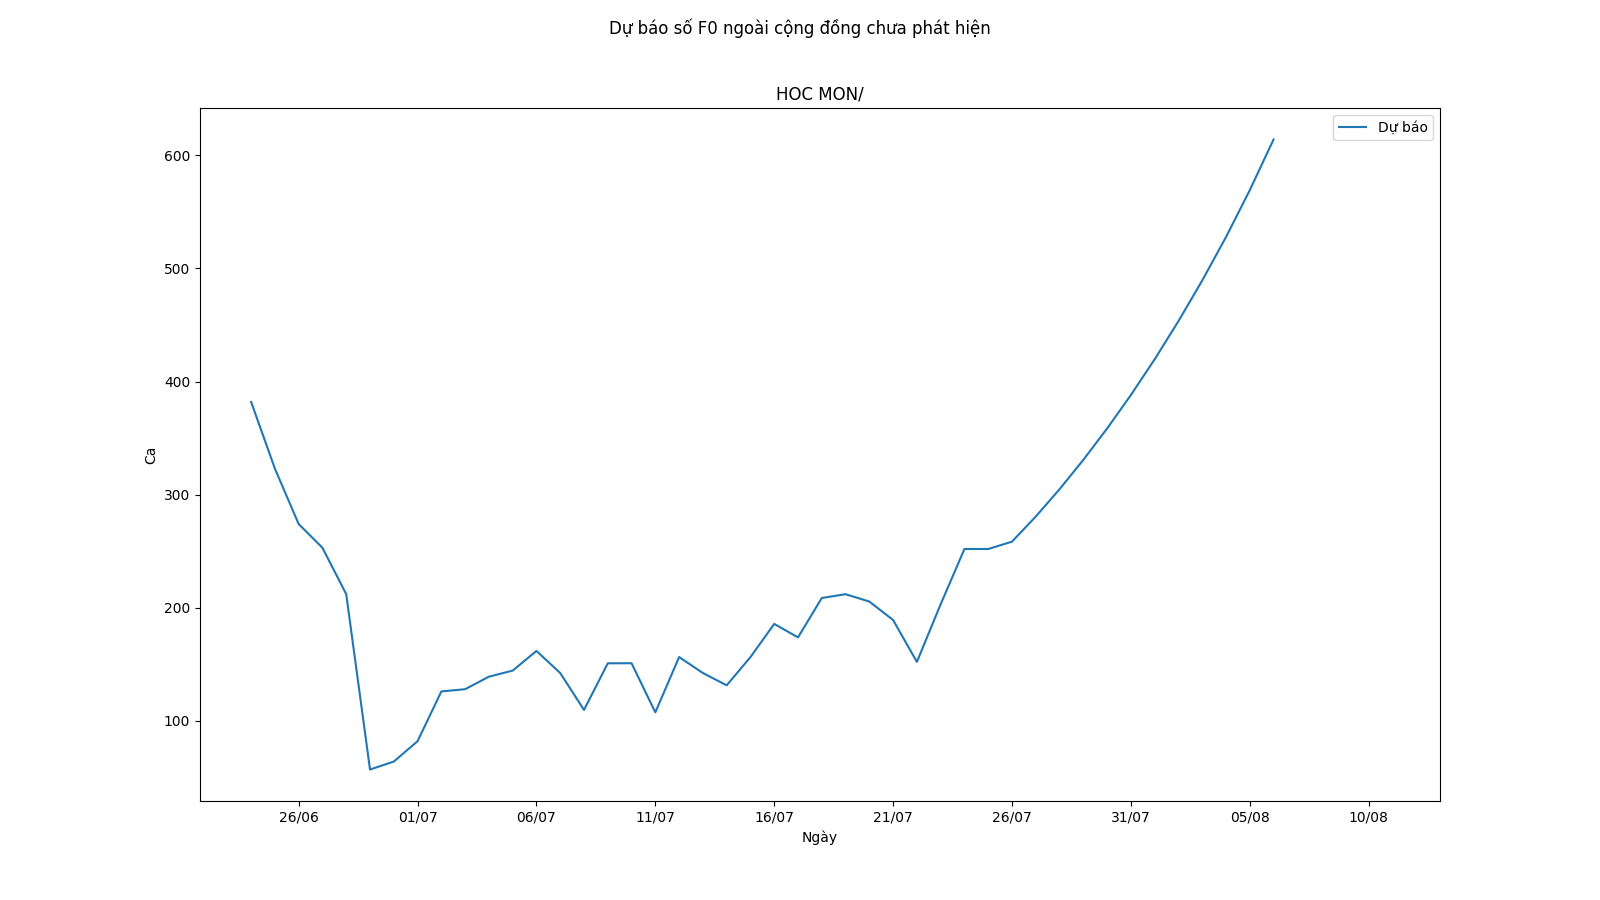 Dự báo số F0 ngoài cộng đồng chưa phát hiện
HOC MON/
Dự báo
600
500
400
300
200
100
Ca
26/06 01/07 06/07 11/07 16/07 21/07 26/07 31/07 05/08 10/08
Ngày